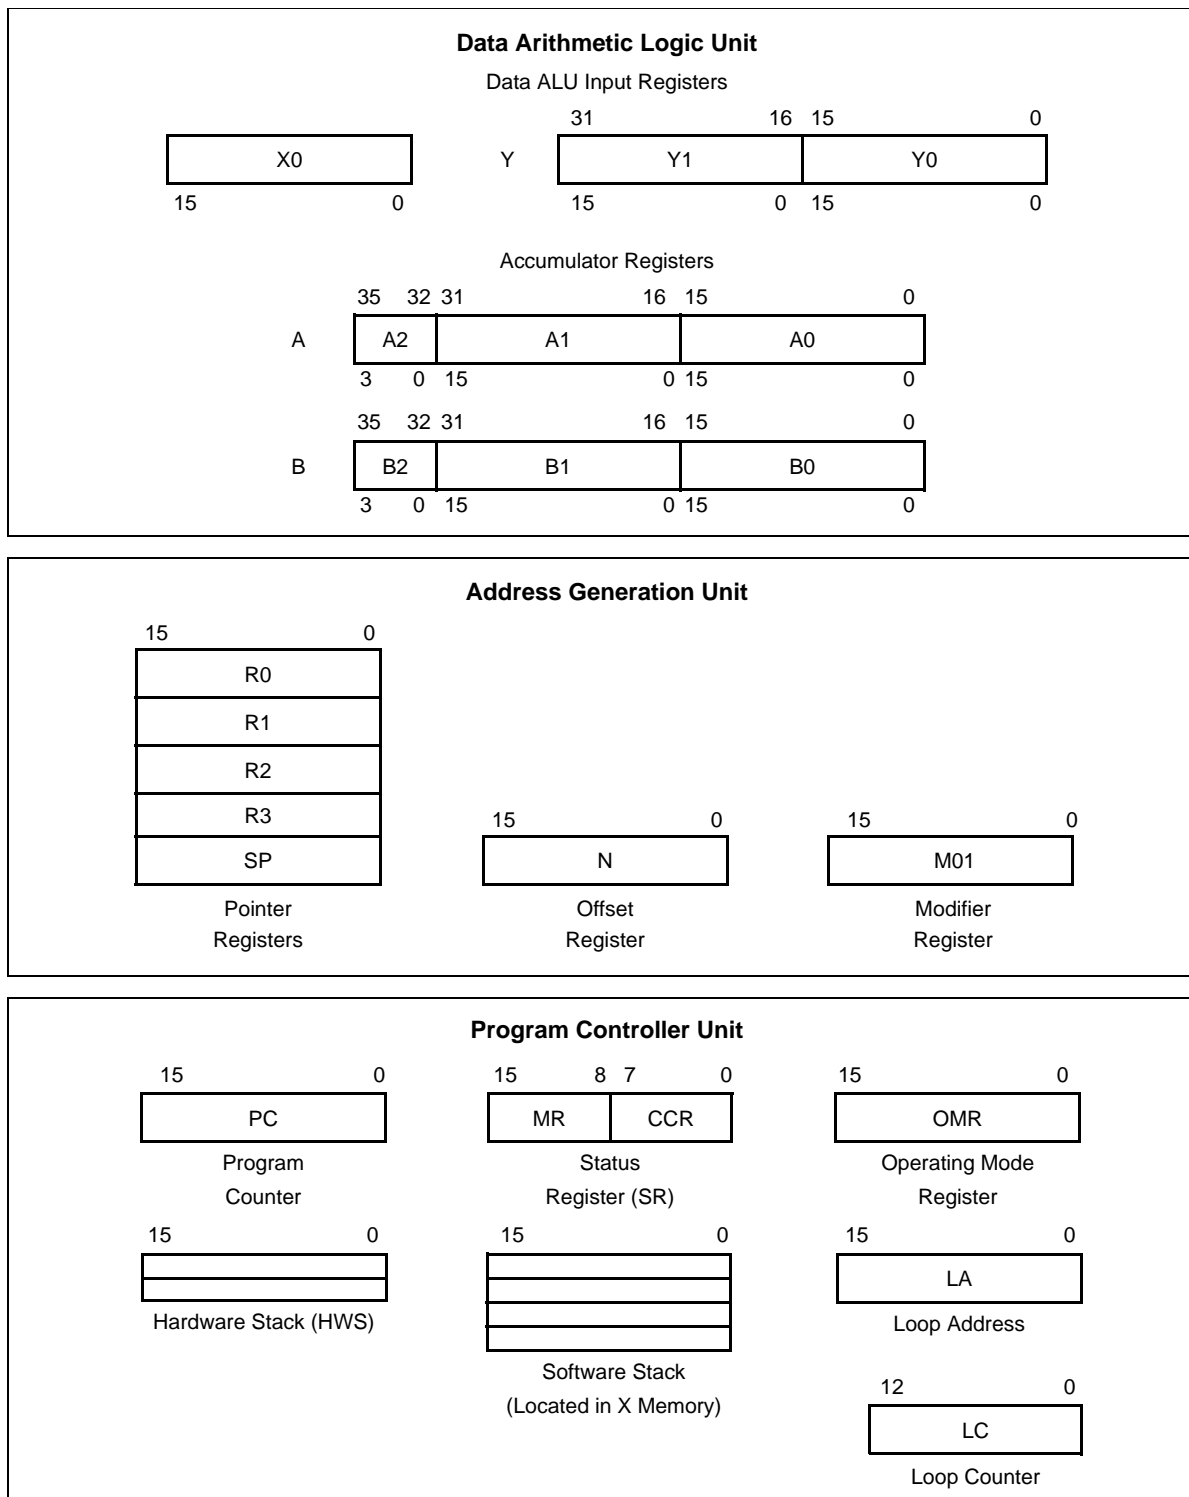 Data Arithmetic Logic Unit
Data ALU Input Registers
31 16 15 0
X0 Y Y1 Y0
15 0 15 0 15 0
Accumulator Registers
35 32 31 16 15 0
A A2 A1 A0
3 0 15 0 15 0
35 32 31 16 15 0
B B2 B1 B0
3 0 15 0 15 0
Address Generation Unit
15 0
R0
R1
R2
R3
15 0 15 0
SP N M01
Pointer Offset Modifier
Registers Register Register
Program Controller Unit
15 0 15 8 7 0 15 0
PC MR CCR OMR
Program Status Operating Mode
Counter Register (SR) Register
15 0 15 0 15 0
LA
Hardware Stack (HWS) Loop Address
Software Stack
(Located in X Memory)
12 0
LC
Loop Counter